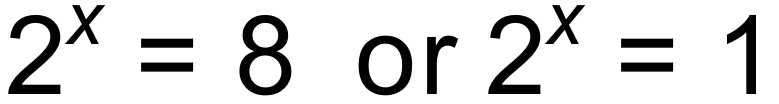 2^x = 8 or 2^x = 1